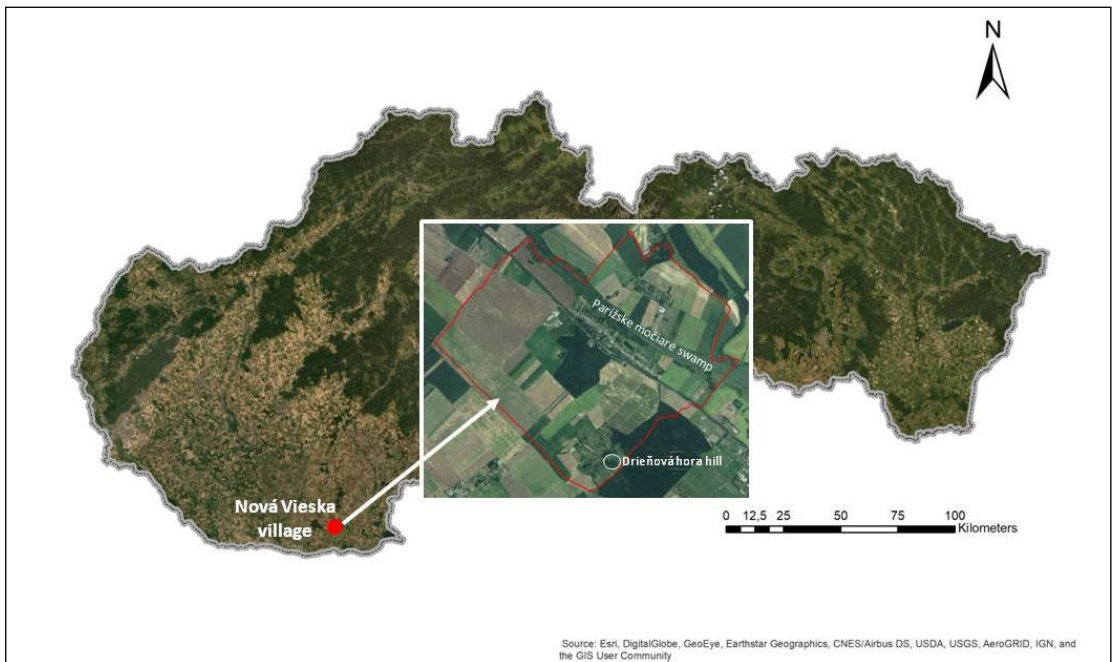 N
Parížske močiare swamp
Drieňová hora hill
Nová Vieska
village
0 12,5 25 50 75 100
Kilometers
Source: Esri, DigitalGlobe, GeoEye, Earthstar Geographics, CNES/Airbus DS, USDA, USGS, AeroGRID, IGN, and
the GIS User Community